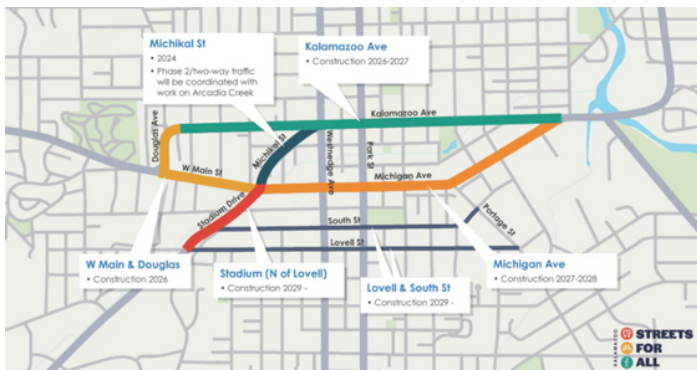 Michikal St
• 2024
• Phase 2/two-way traffic
will be coordinated with
work on Arcadia Creek
Kalamazoo Ave
• Construction 2026-2027
Kalamazoo Ave
Douglas Ave
Michikal St
Westnedge Ave
Park St
W Main St
Michigan Ave
Stadium Drive
South St
Portage St
Lovell St
W Main & Douglas
• Construction 2026
Stadium (N of Lovell)
• Construction 2029 -
Lovell & South St
• Construction 2029 -
Michigan Ave
• Construction 2027-2028
KALAMAZOO
STREETS
FOR
ALL